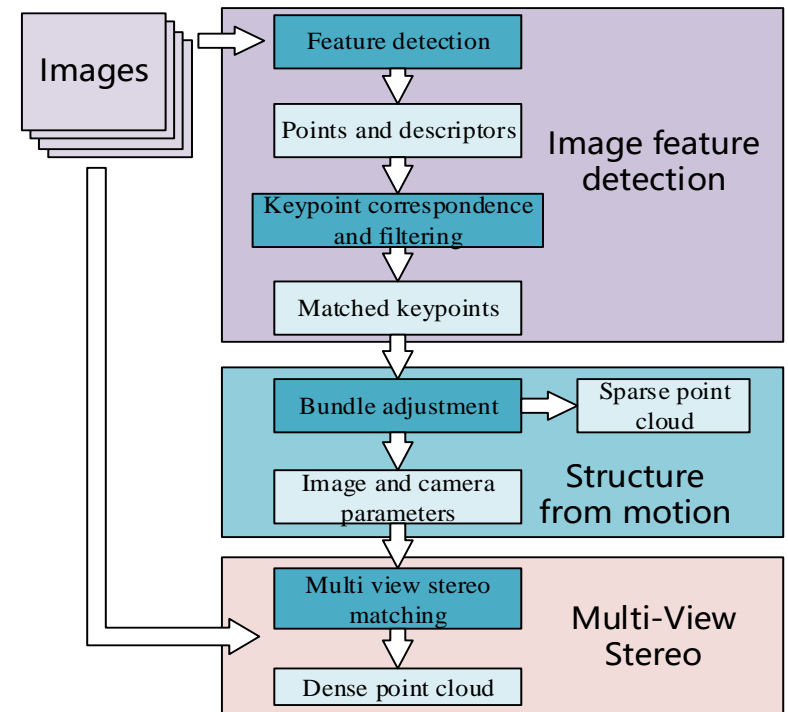 Images
Feature detection
Points and descriptors
Keypoint correspondence
and filtering
Matched keypoints
Image feature
detection
Bundle adjustment
Sparse point
cloud
Image and camera
parameters
Structure
from motion
Multi view stereo
matching
Dense point cloud
Multi-View
Stereo